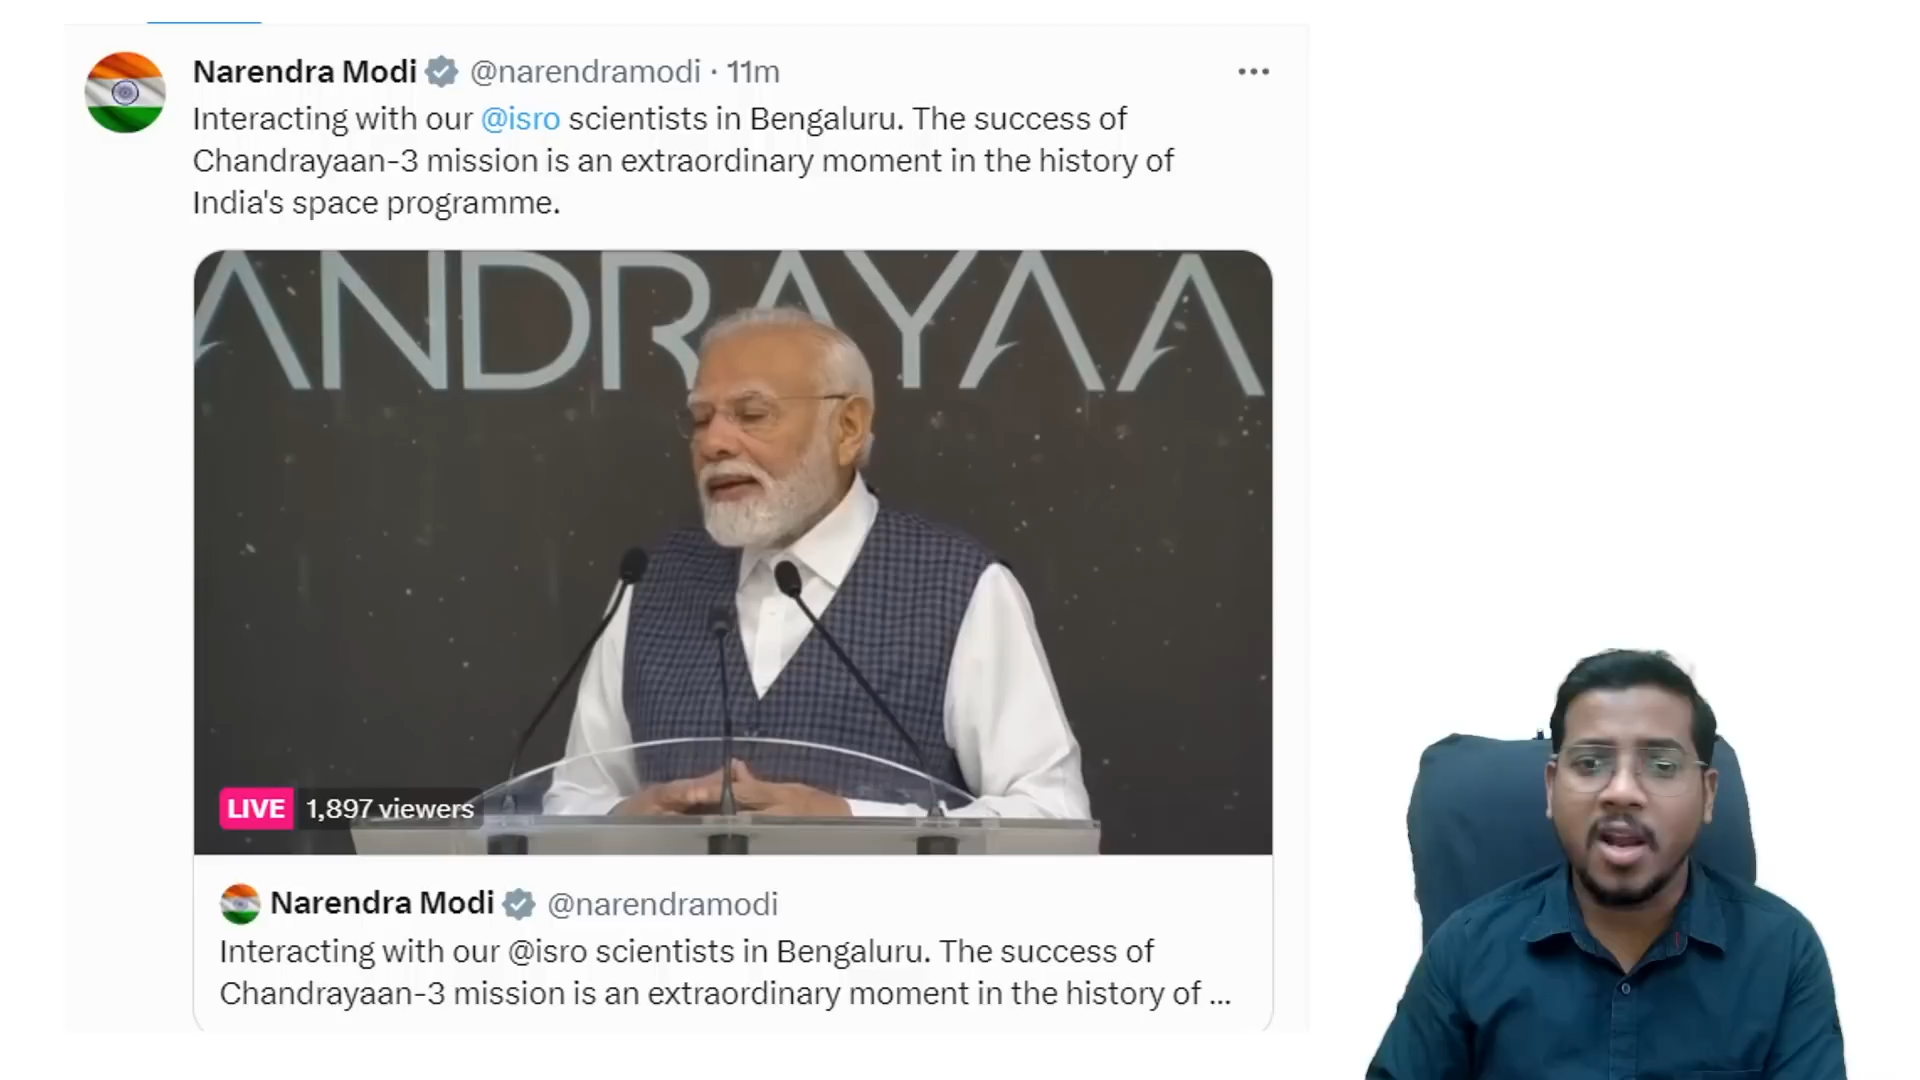 Narendra Modi @narendramodi · 11m
Interacting with our @isro scientists in Bengaluru. The success of
Chandrayaan-3 mission is an extraordinary moment in the history of
India's space programme.
ANDRAYAA
LIVE 1,897 viewers
Narendra Modi @narendramodi
Interacting with our @isro scientists in Bengaluru. The success of
Chandrayaan-3 mission is an extraordinary moment in the history of ...